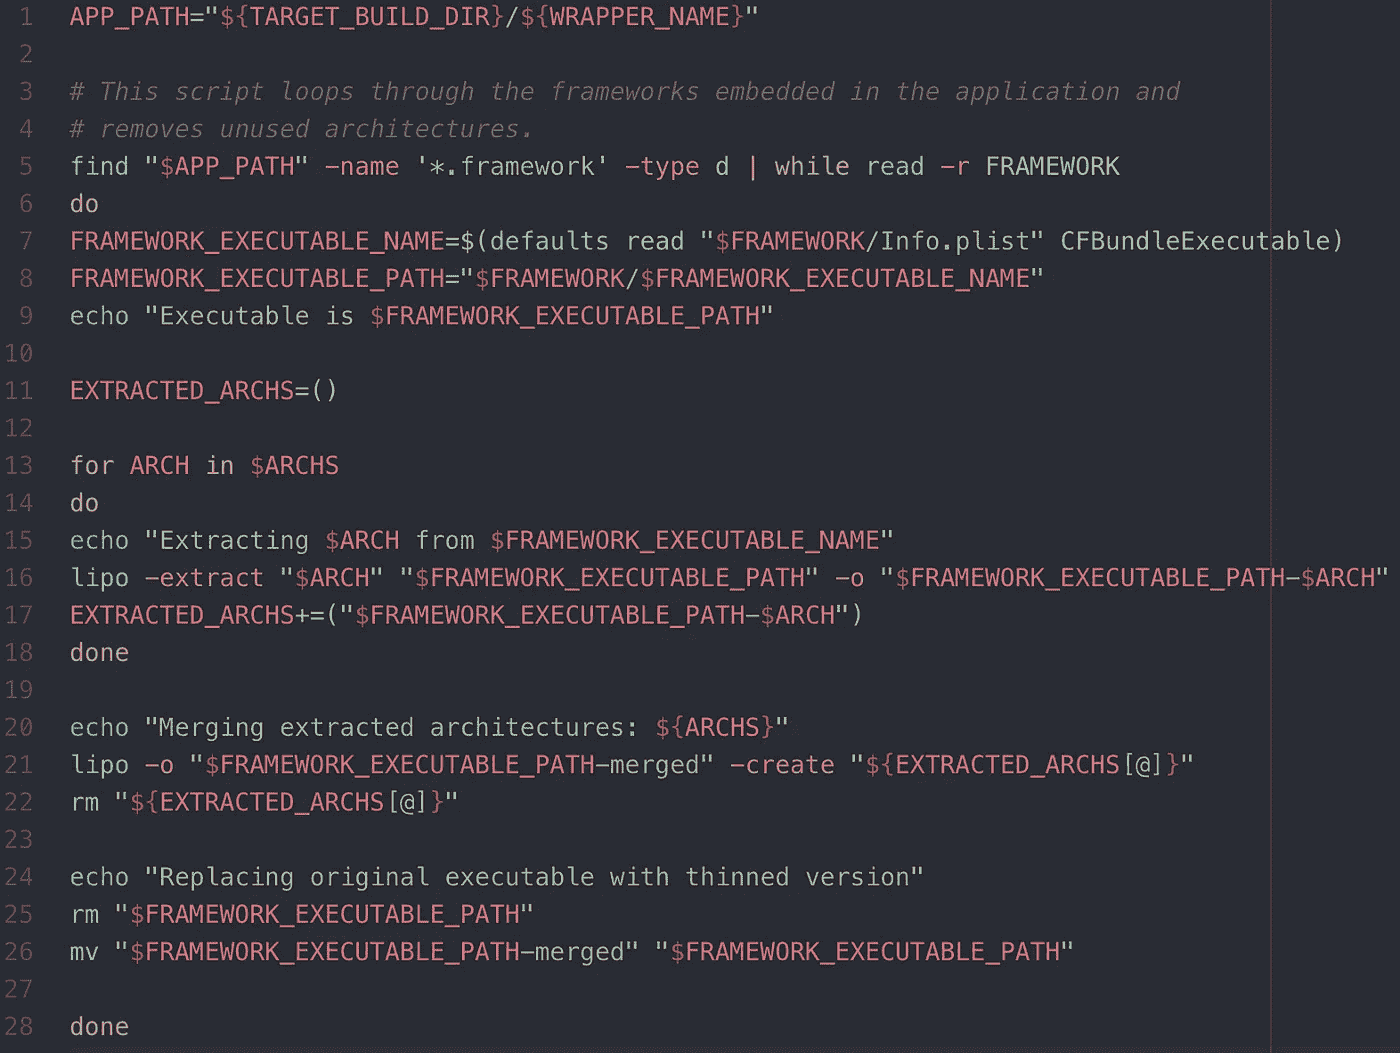 1 APP_PATH="${TARGET_BUILD_DIR}/${WRAPPER_NAME}"
2
3 # This script loops through the frameworks embedded in the application and
4 # removes unused architectures.
5 find "$APP_PATH" -name '*.framework' -type d | while read -r FRAMEWORK
6 do
7 FRAMEWORK_EXECUTABLE_NAME=$(defaults read "$FRAMEWORK/Info.plist" CFBundleExecutable)
8 FRAMEWORK_EXECUTABLE_PATH="$FRAMEWORK/$FRAMEWORK_EXECUTABLE_NAME"
9 echo "Executable is $FRAMEWORK_EXECUTABLE_PATH"
10
11 EXTRACTED_ARCHS=()
12
13 for ARCH in $ARCHS
14 do
15 echo "Extracting $ARCH from $FRAMEWORK_EXECUTABLE_NAME"
16 lipo -extract "$ARCH" "$FRAMEWORK_EXECUTABLE_PATH" -o "$FRAMEWORK_EXECUTABLE_PATH-$ARCH"
17 EXTRACTED_ARCHS+=("$FRAMEWORK_EXECUTABLE_PATH-$ARCH")
18 done
19
20 echo "Merging extracted architectures: ${ARCHS}"
21 lipo -o "$FRAMEWORK_EXECUTABLE_PATH-merged" -create "${EXTRACTED_ARCHS[@]}"
22 rm "${EXTRACTED_ARCHS[@]}"
23
24 echo "Replacing original executable with thinned version"
25 rm "$FRAMEWORK_EXECUTABLE_PATH"
26 mv "$FRAMEWORK_EXECUTABLE_PATH-merged" "$FRAMEWORK_EXECUTABLE_PATH"
27
28 done